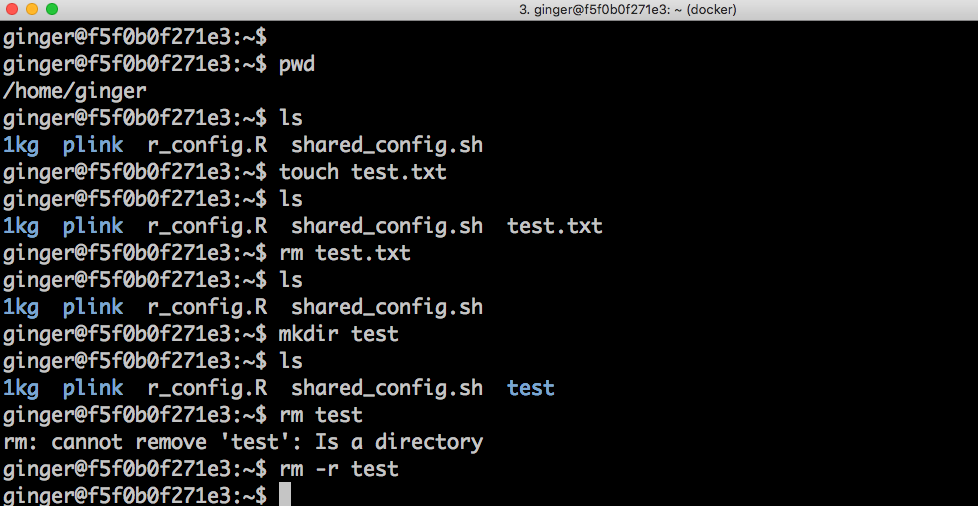 3. ginger@f5f0b0f271e3: ~ (docker)
ginger@f5f0b0f271e3:~$
ginger@f5f0b0f271e3:~$ pwd
/home/ginger
ginger@f5f0b0f271e3:~$ ls
1kg  plink  r_config.R  shared_config.sh
ginger@f5f0b0f271e3:~$ touch test.txt
ginger@f5f0b0f271e3:~$ ls
1kg  plink  r_config.R  shared_config.sh  test.txt
ginger@f5f0b0f271e3:~$ rm test.txt
ginger@f5f0b0f271e3:~$ ls
1kg  plink  r_config.R  shared_config.sh
ginger@f5f0b0f271e3:~$ mkdir test
ginger@f5f0b0f271e3:~$ ls
1kg  plink  r_config.R  shared_config.sh  test
ginger@f5f0b0f271e3:~$ rm test
rm: cannot remove 'test': Is a directory
ginger@f5f0b0f271e3:~$ rm -r test
ginger@f5f0b0f271e3:~$